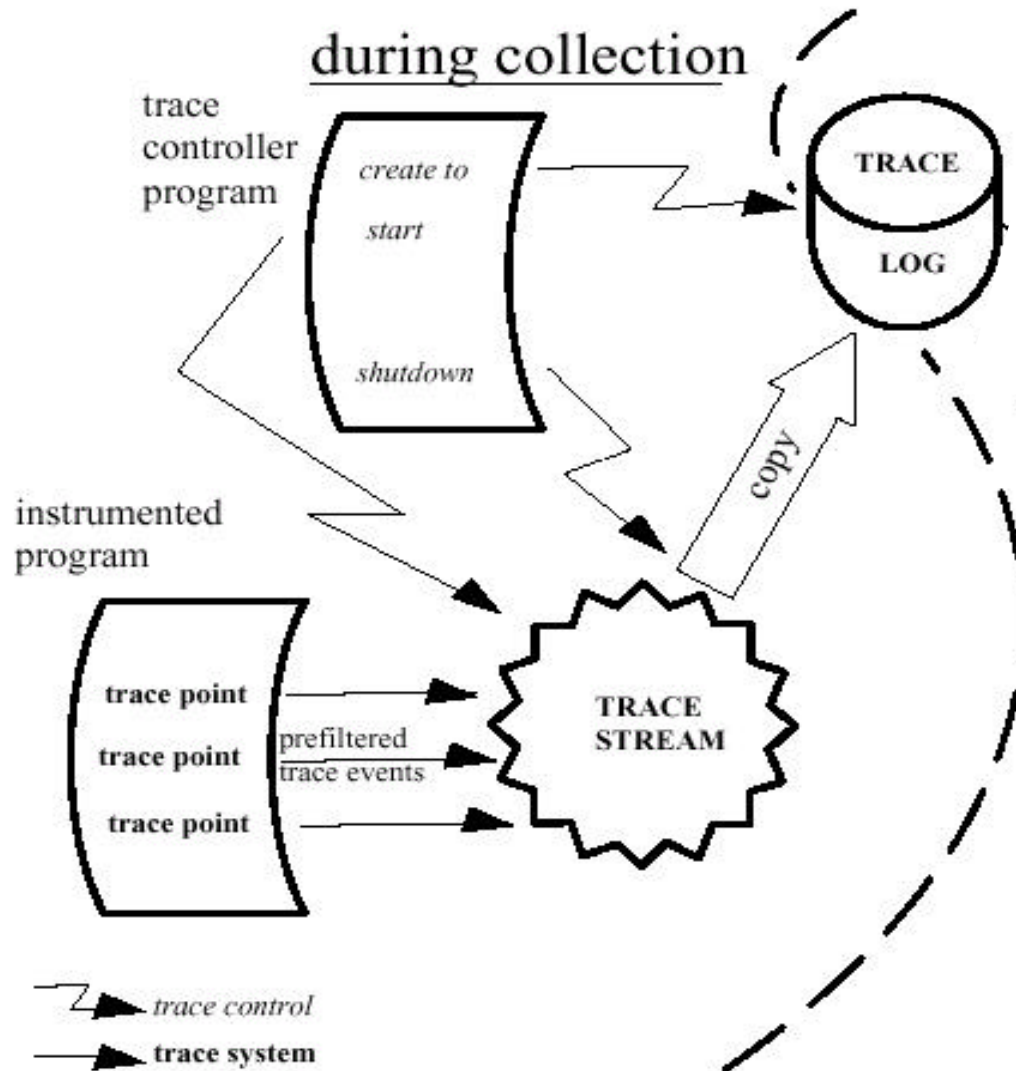 during collection
trace
controller
program
create to
start
shutdown
TRACE
LOG
copy
instrumented
program
trace point
trace point
trace point
prefiltered
trace events
TRACE
STREAM
trace control
trace system